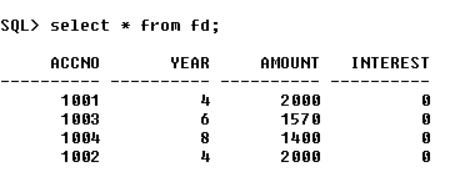 SQL> select * from fd;
ACCNO YEAR AMOUNT INTEREST
---------- ---------- ---------- ----------
1001 4 2000 0
1003 6 1570 0
1004 8 1400 0
1002 4 2000 0